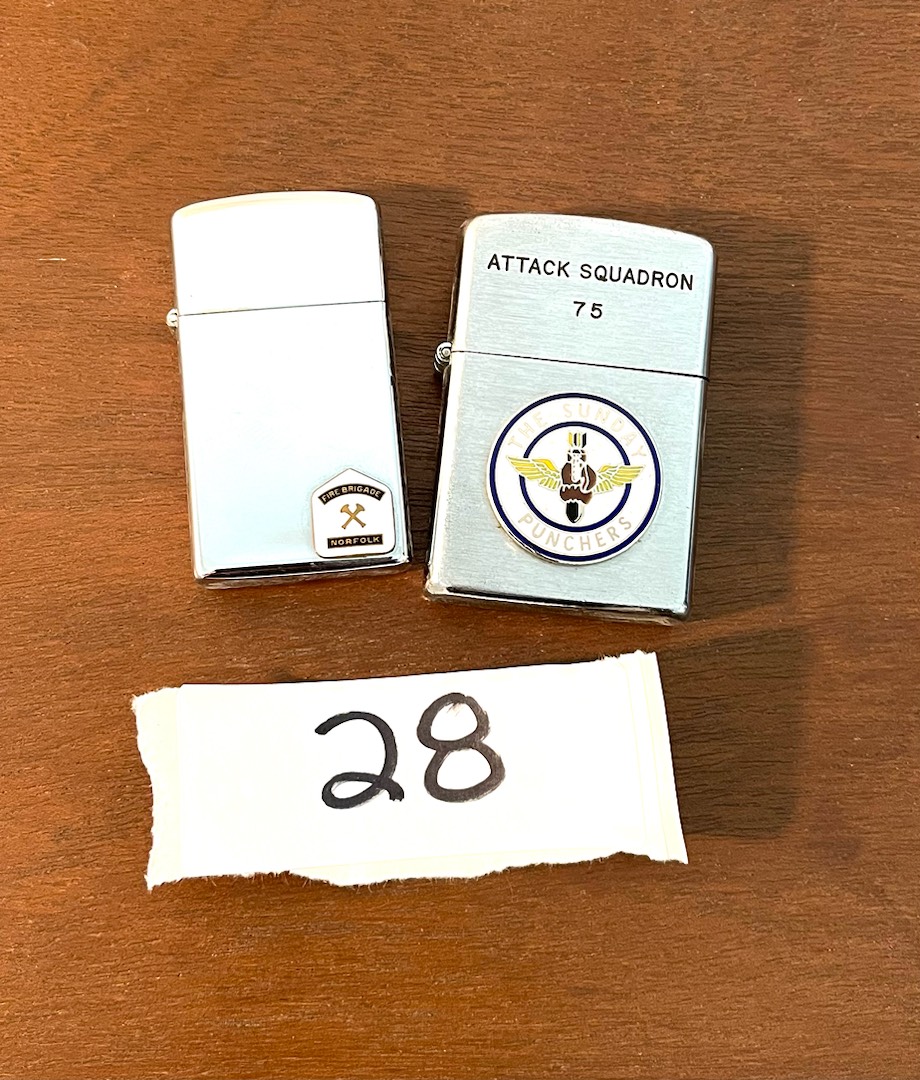 ATTACK SQUADRON
75
THE SUNDAY
PUNCHERS
FIRE BRIGADE
NORFOLK
28